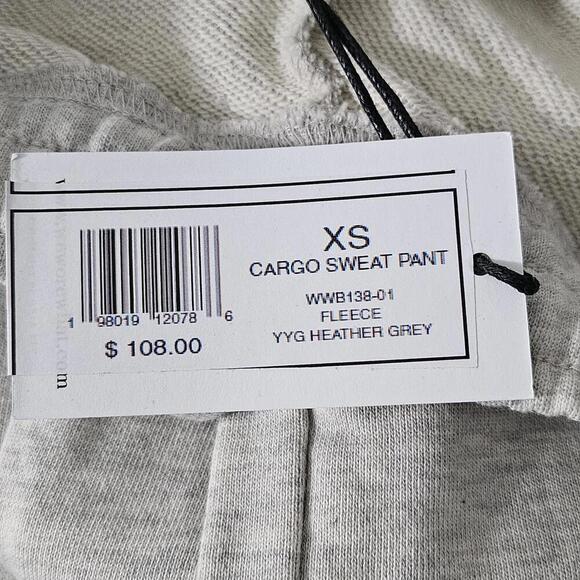 XS
CARGO SWEAT PANT
WWB138-01
FLEECE
YYG HEATHER GREY
1 98019 12078 6
$ 108.00